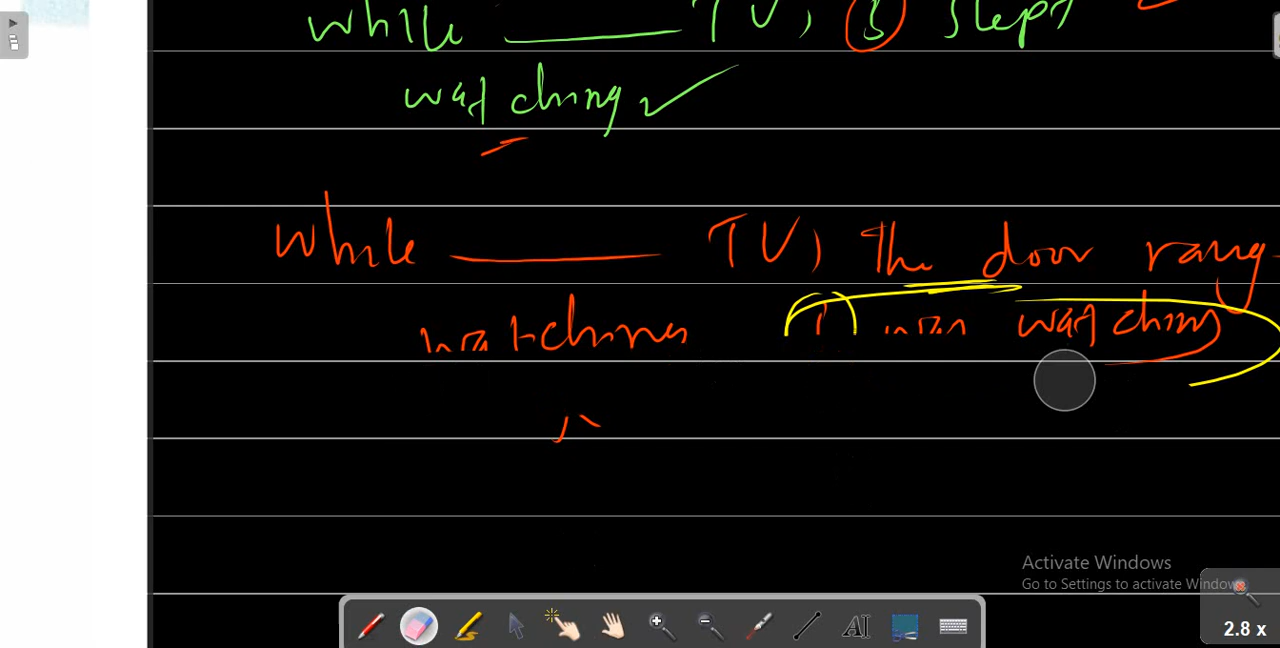 while ______ TV, I slept
watching ✓
while ______ TV, The door rang
watching I was watching
Activate Windows
Go to Settings to activate Windows
AI
2.8 x